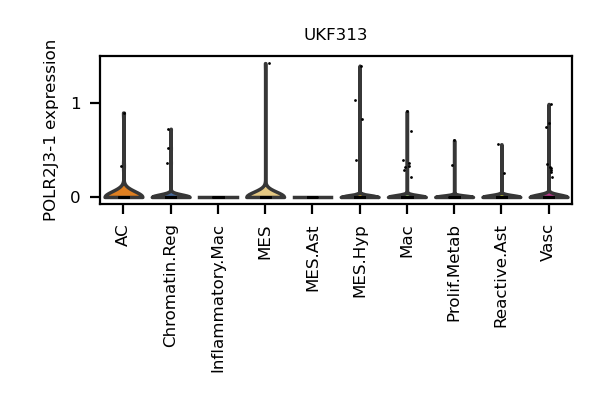 UKF313
POLR2J3-1 expression
1
0
AC
Chromatin.Reg
Inflammatory.Mac
MES
MES.Ast
MES.Hyp
Mac
Prolif.Metab
Reactive.Ast
Vasc